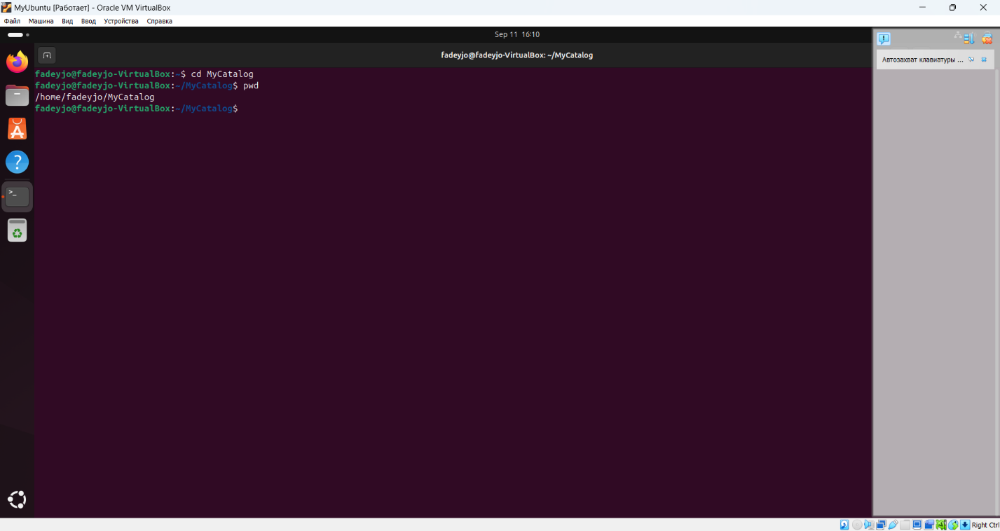 MyUbuntu [Работает] - Oracle VM VirtualBox
Файл Машина Вид Ввод Устройства Справка
Sep 11 16:10
fadeyjo@fadeyjo-VirtualBox: ~/MyCatalog
Автозахват клавиатуры ...
fadeyjo@fadeyjo-VirtualBox:~$ cd MyCatalog
fadeyjo@fadeyjo-VirtualBox:~/MyCatalog$ pwd
/home/fadeyjo/MyCatalog
fadeyjo@fadeyjo-VirtualBox:~/MyCatalog$
Right Ctrl